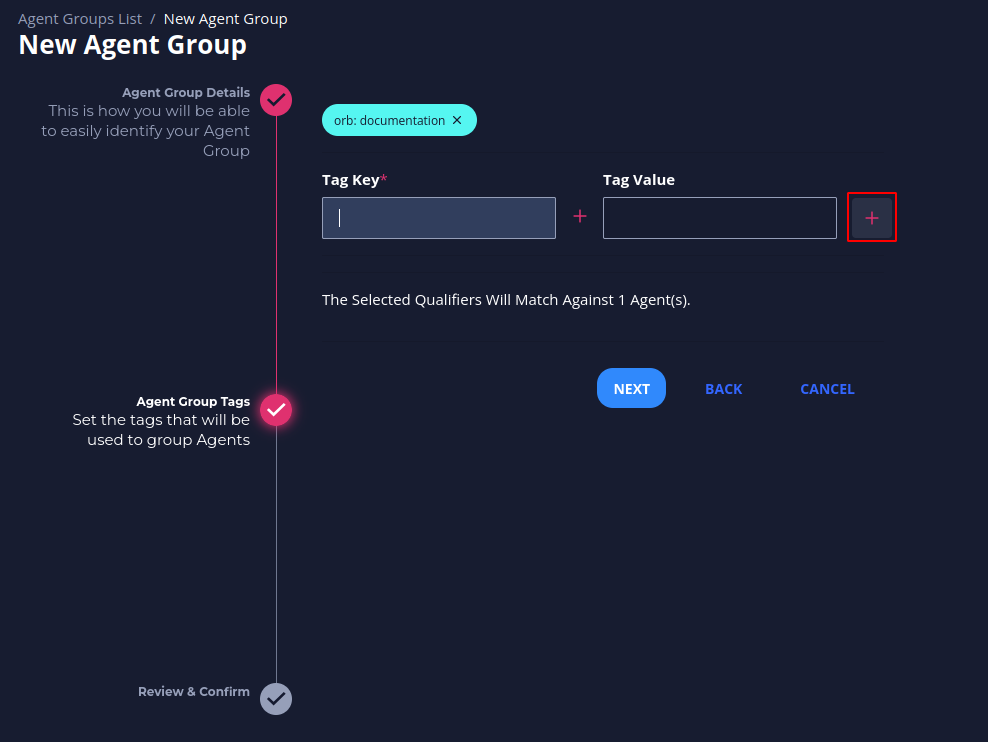 Agent Groups List / New Agent Group
New Agent Group
Agent Group Details
This is how you will be able
to easily identify your Agent
Group
orb: documentation ✕
Tag Key*
Tag Value
+
+
The Selected Qualifiers Will Match Against 1 Agent(s).
NEXT
BACK
CANCEL
Agent Group Tags
Set the tags that will be
used to group Agents
Review & Confirm